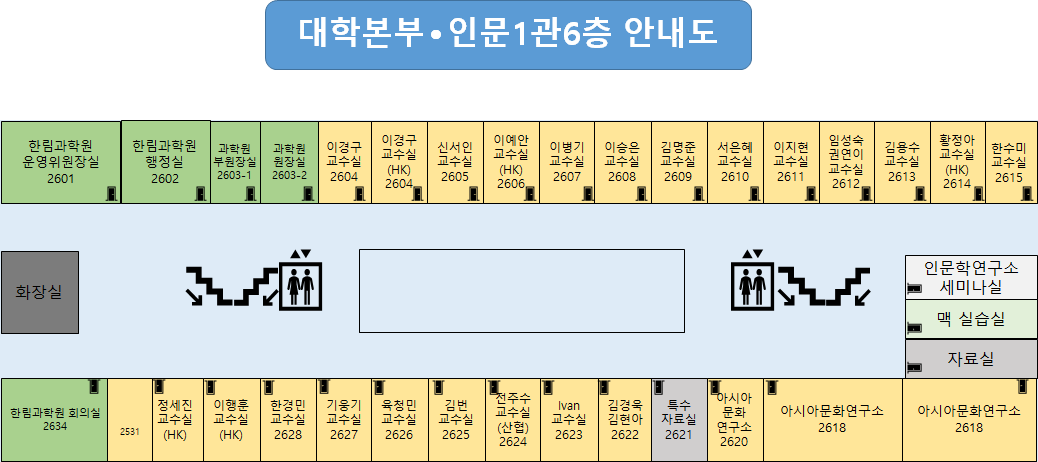 대학본부•인문1관6층 안내도
한림과학원
운영위원장실
2601
한림과학원
행정실
2602
과학원
부원장실
2603-1
과학원
원장실
2603-2
이경구
교수실
2604
이경구
교수실
(HK)
2604
신서인
교수실
2605
이예안
교수실
(HK)
2606
이병기
교수실
2607
이승은
교수실
2608
김명준
교수실
2609
서은혜
교수실
2610
이지현
교수실
2611
임성숙
권연이
교수실
2612
김용수
교수실
2613
황정아
교수실
(HK)
2614
한수미
교수실
2615
화장실
인문학연구소
세미나실
맥 실습실
자료실
한림과학원 회의실
2634
2531
정세진
교수실
(HK)
이행훈
교수실
(HK)
한경민
교수실
2628
기웅기
교수실
2627
육청민
교수실
2626
김번
교수실
2625
전주수
교수실
(산협)
2624
Ivan
교수실
2623
김경욱
김현아
2622
특수
자료실
2621
아시아
문화
연구소
2620
아시아문화연구소
2618
아시아문화연구소
2618